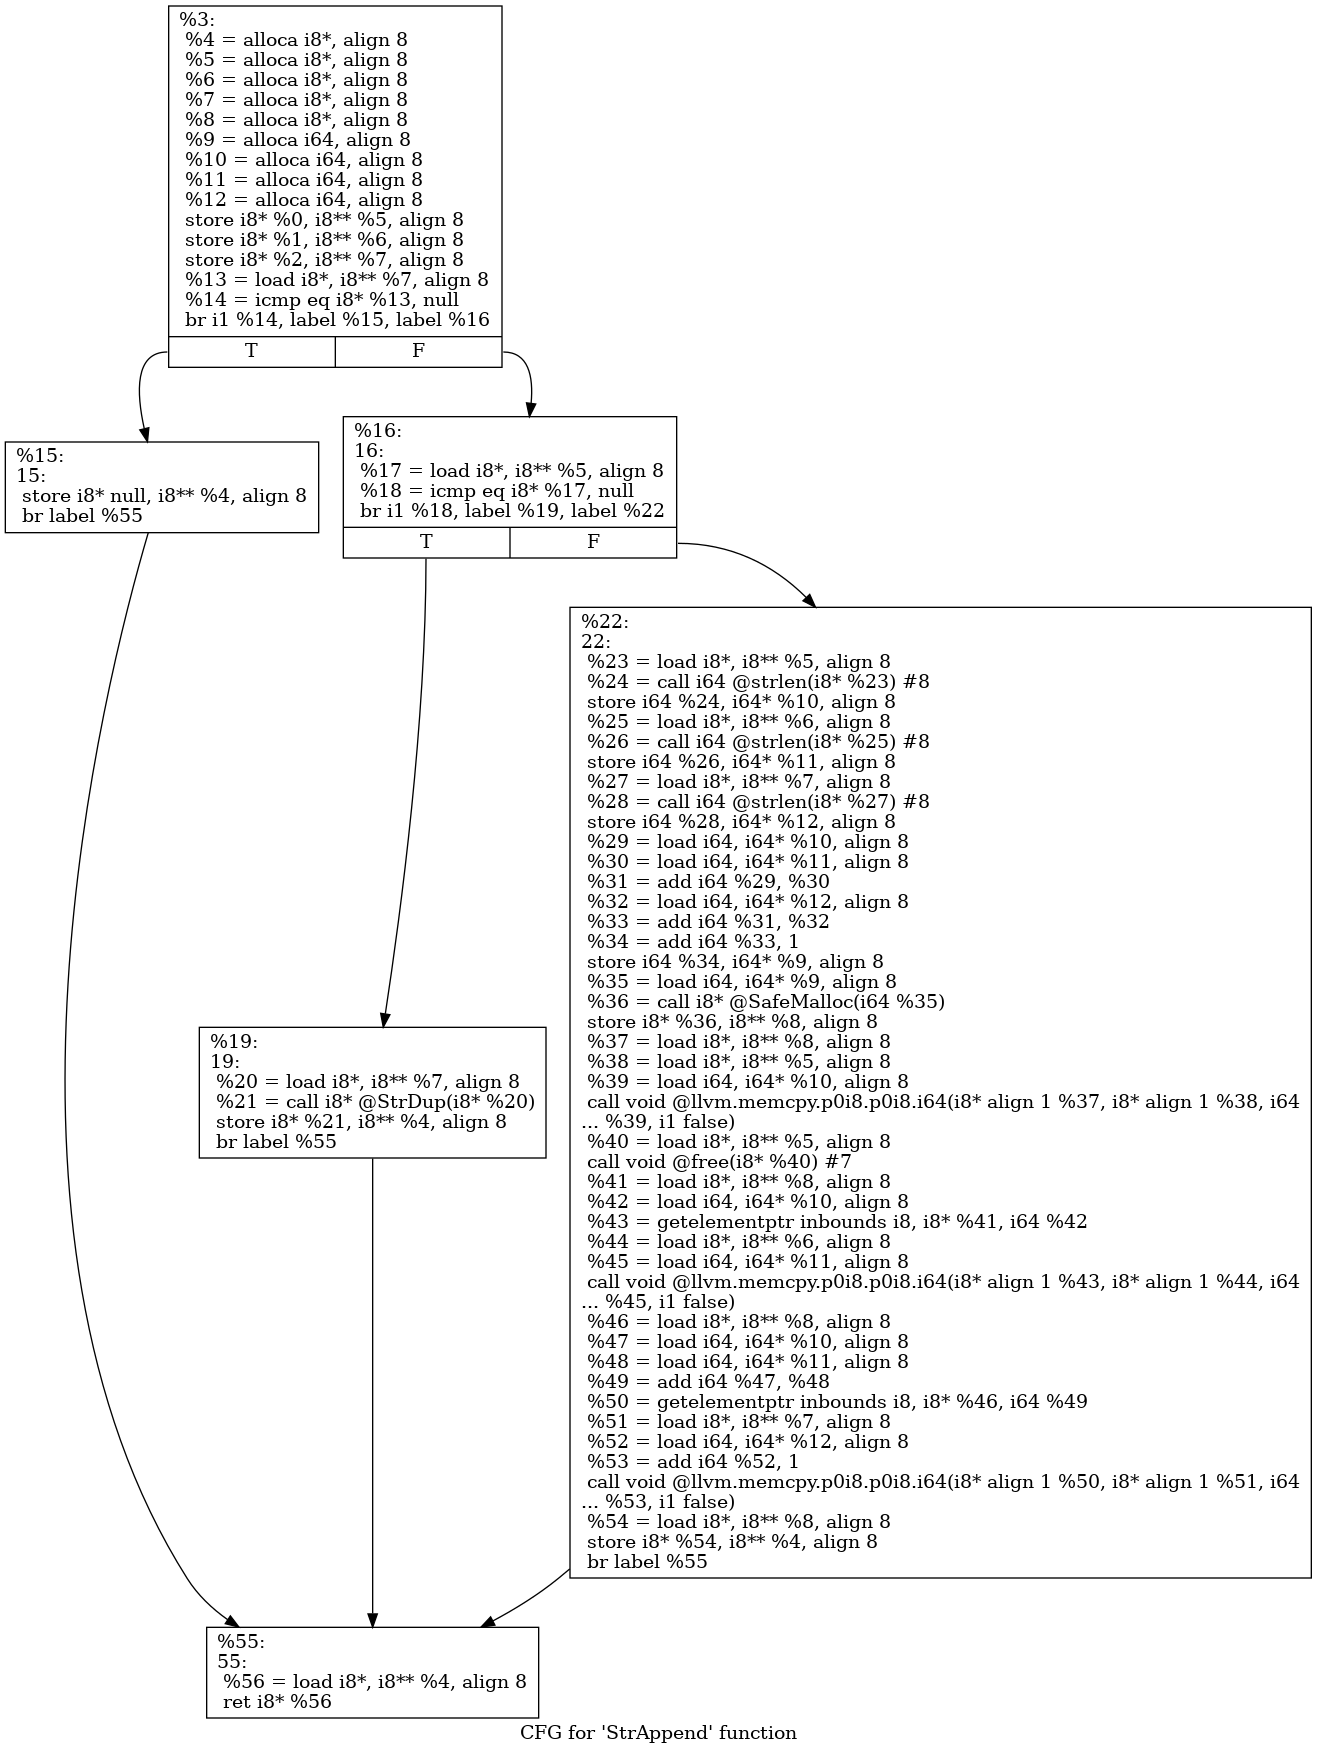 %3:
%4 = alloca i8*, align 8
%5 = alloca i8*, align 8
%6 = alloca i8*, align 8
%7 = alloca i8*, align 8
%8 = alloca i8*, align 8
%9 = alloca i64, align 8
%10 = alloca i64, align 8
%11 = alloca i64, align 8
%12 = alloca i64, align 8
store i8* %0, i8** %5, align 8
store i8* %1, i8** %6, align 8
store i8* %2, i8** %7, align 8
%13 = load i8*, i8** %7, align 8
%14 = icmp eq i8* %13, null
br i1 %14, label %15, label %16
T
F
%15:
15:
store i8* null, i8** %4, align 8
br label %55
%16:
16:
%17 = load i8*, i8** %5, align 8
%18 = icmp eq i8* %17, null
br i1 %18, label %19, label %22
T
F
%22:
22:
%23 = load i8*, i8** %5, align 8
%24 = call i64 @strlen(i8* %23) #8
store i64 %24, i64* %10, align 8
%25 = load i8*, i8** %6, align 8
%26 = call i64 @strlen(i8* %25) #8
store i64 %26, i64* %11, align 8
%27 = load i8*, i8** %7, align 8
%28 = call i64 @strlen(i8* %27) #8
store i64 %28, i64* %12, align 8
%29 = load i64, i64* %10, align 8
%30 = load i64, i64* %11, align 8
%31 = add i64 %29, %30
%32 = load i64, i64* %12, align 8
%33 = add i64 %31, %32
%34 = add i64 %33, 1
store i64 %34, i64* %9, align 8
%35 = load i64, i64* %9, align 8
%36 = call i8* @SafeMalloc(i64 %35)
store i8* %36, i8** %8, align 8
%37 = load i8*, i8** %8, align 8
%38 = load i8*, i8** %5, align 8
%39 = load i64, i64* %10, align 8
call void @llvm.memcpy.p0i8.p0i8.i64(i8* align 1 %37, i8* align 1 %38, i64
... %39, i1 false)
%40 = load i8*, i8** %5, align 8
call void @free(i8* %40) #7
%41 = load i8*, i8** %8, align 8
%42 = load i64, i64* %10, align 8
%43 = getelementptr inbounds i8, i8* %41, i64 %42
%44 = load i8*, i8** %6, align 8
%45 = load i64, i64* %11, align 8
call void @llvm.memcpy.p0i8.p0i8.i64(i8* align 1 %43, i8* align 1 %44, i64
... %45, i1 false)
%46 = load i8*, i8** %8, align 8
%47 = load i64, i64* %10, align 8
%48 = load i64, i64* %11, align 8
%49 = add i64 %47, %48
%50 = getelementptr inbounds i8, i8* %46, i64 %49
%51 = load i8*, i8** %7, align 8
%52 = load i64, i64* %12, align 8
%53 = add i64 %52, 1
call void @llvm.memcpy.p0i8.p0i8.i64(i8* align 1 %50, i8* align 1 %51, i64
... %53, i1 false)
%54 = load i8*, i8** %8, align 8
store i8* %54, i8** %4, align 8
br label %55
%19:
19:
%20 = load i8*, i8** %7, align 8
%21 = call i8* @StrDup(i8* %20)
store i8* %21, i8** %4, align 8
br label %55
%55:
55:
%56 = load i8*, i8** %4, align 8
ret i8* %56
CFG for 'StrAppend' function